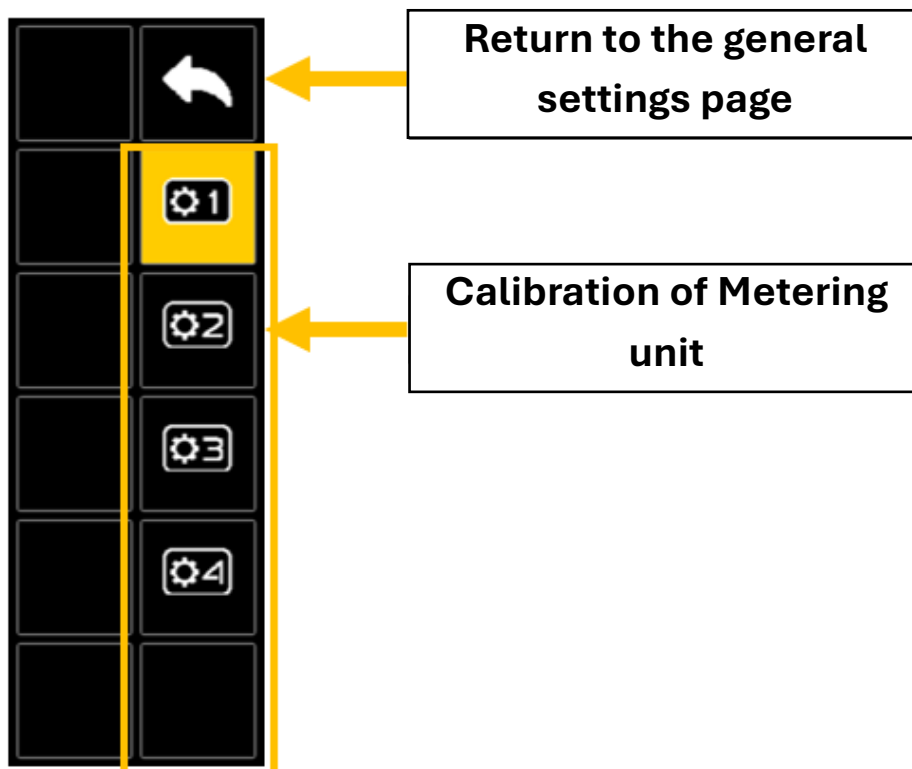 Return to the general
settings page
1
Calibration of Metering
unit
2
3
4